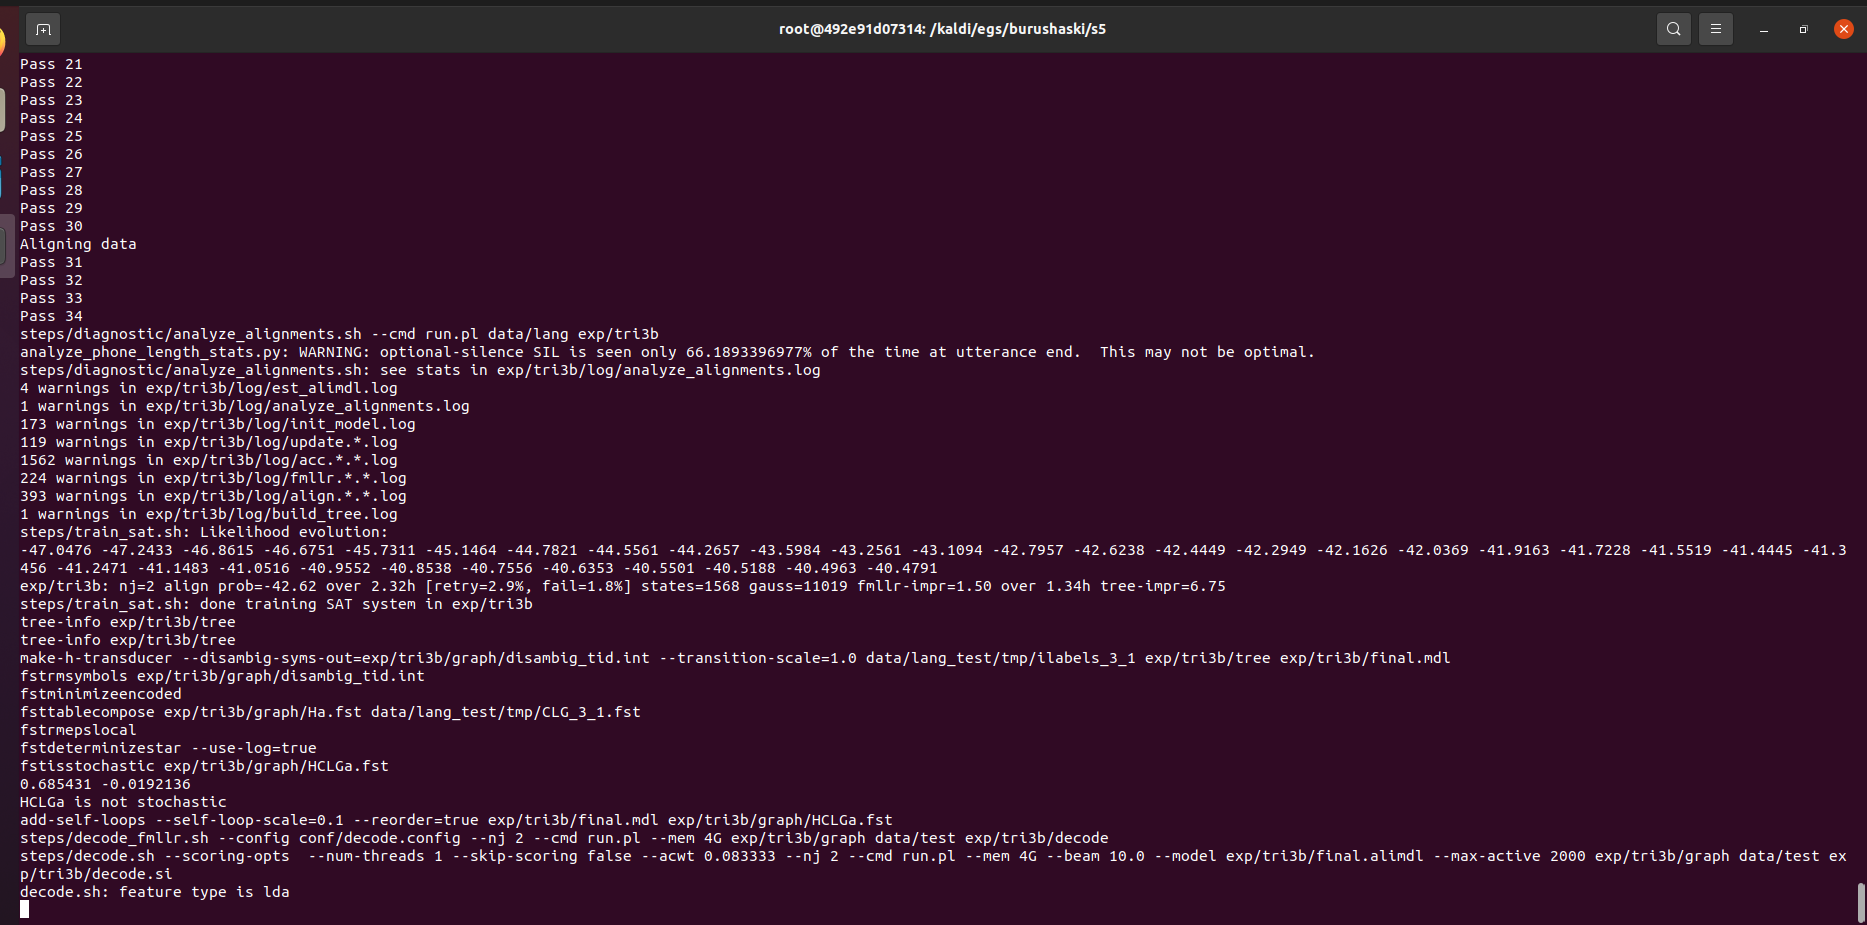 root@492e91d07314: /kaldi/egs/burushaski/s5
Pass 21
Pass 22
Pass 23
Pass 24
Pass 25
Pass 26
Pass 27
Pass 28
Pass 29
Pass 30
Aligning data
Pass 31
Pass 32
Pass 33
Pass 34
steps/diagnostic/analyze_alignments.sh --cmd run.pl data/lang exp/tri3b
analyze_phone_length_stats.py: WARNING: optional-silence SIL is seen only 66.1893396977% of the time at utterance end.  This may not be optimal.
steps/diagnostic/analyze_alignments.sh: see stats in exp/tri3b/log/analyze_alignments.log
4 warnings in exp/tri3b/log/est_alimdl.log
1 warnings in exp/tri3b/log/analyze_alignments.log
173 warnings in exp/tri3b/log/init_model.log
119 warnings in exp/tri3b/log/update.*.log
1562 warnings in exp/tri3b/log/acc.*.*.log
224 warnings in exp/tri3b/log/fmllr.*.*.log
393 warnings in exp/tri3b/log/align.*.*.log
1 warnings in exp/tri3b/log/build_tree.log
steps/train_sat.sh: Likelihood evolution:
-47.0476 -47.2433 -46.8615 -46.6751 -45.7311 -45.1464 -44.7821 -44.5561 -44.2657 -43.5984 -43.2561 -43.1094 -42.7957 -42.6238 -42.4449 -42.2949 -42.1626 -42.0369 -41.9163 -41.7228 -41.5519 -41.4445 -41.3
456 -41.2471 -41.1483 -41.0516 -40.9552 -40.8538 -40.7556 -40.6353 -40.5501 -40.5188 -40.4963 -40.4791
exp/tri3b: nj=2 align prob=-42.62 over 2.32h [retry=2.9%, fail=1.8%] states=1568 gauss=11019 fmllr-impr=1.50 over 1.34h tree-impr=6.75
steps/train_sat.sh: done training SAT system in exp/tri3b
tree-info exp/tri3b/tree
tree-info exp/tri3b/tree
make-h-transducer --disambig-syms-out=exp/tri3b/graph/disambig_tid.int --transition-scale=1.0 data/lang_test/tmp/ilabels_3_1 exp/tri3b/tree exp/tri3b/final.mdl
fstrmsymbols exp/tri3b/graph/disambig_tid.int
fstminimizeencoded
fsttablecompose exp/tri3b/graph/Ha.fst data/lang_test/tmp/CLG_3_1.fst
fstrmepslocal
fstdeterminizestar --use-log=true
fstisstochastic exp/tri3b/graph/HCLGa.fst
0.685431 -0.0192136
HCLGa is not stochastic
add-self-loops --self-loop-scale=0.1 --reorder=true exp/tri3b/final.mdl exp/tri3b/graph/HCLGa.fst
steps/decode_fmllr.sh --config conf/decode.config --nj 2 --cmd run.pl --mem 4G exp/tri3b/graph data/test exp/tri3b/decode
steps/decode.sh --scoring-opts  --num-threads 1 --skip-scoring false --acwt 0.083333 --nj 2 --cmd run.pl --mem 4G --beam 10.0 --model exp/tri3b/final.alimdl --max-active 2000 exp/tri3b/graph data/test ex
p/tri3b/decode.si
decode.sh: feature type is lda